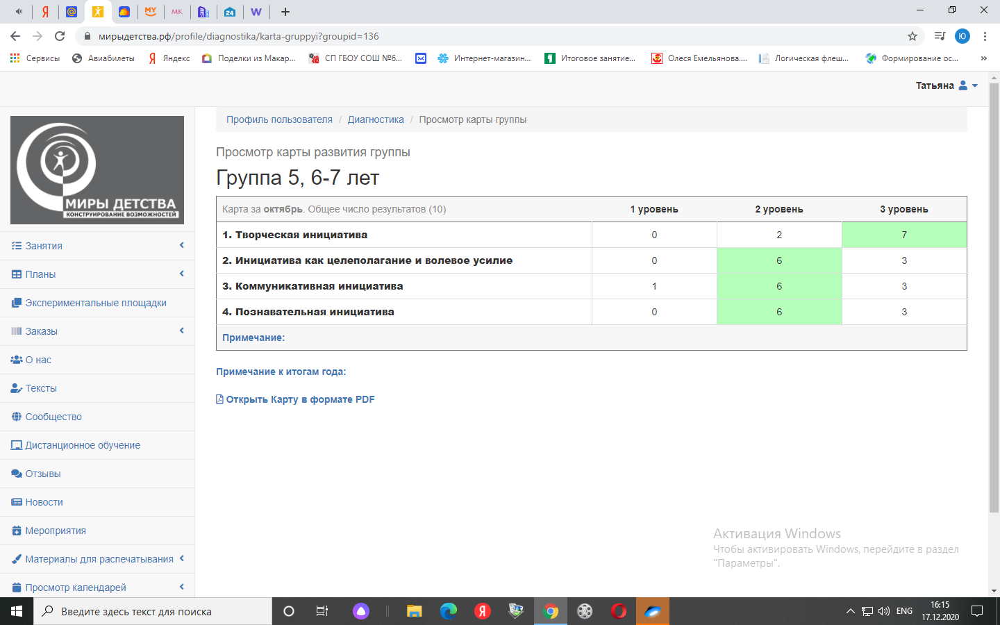 мирыдетства.рф/profile/diagnostika/karta-gruppyi?groupid=136
Ю
Сервисы
Авиабилеты
Яндекс
Поделки из Макар...
СП ГБОУ СОШ №6...
Интернет-магазин...
Итоговое занятие...
Олеся Емельянова....
Логическая флеш...
Формирование ос...
Татьяна
МИРЫ ДЕТСТВА
КОНСТРУИРОВАНИЕ ВОЗМОЖНОСТЕЙ
Занятия
Планы
Экспериментальные площадки
Заказы
О нас
Тексты
Сообщество
Дистанционное обучение
Отзывы
Новости
Мероприятия
Материалы для распечатывания
Просмотр календарей
Профиль пользователя / Диагностика / Просмотр карты группы
Просмотр карты развития группы
Группа 5, 6-7 лет
Карта за октябрь. Общее число результатов (10) 1 уровень 2 уровень 3 уровень
1. Творческая инициатива 0 2 7
2. Инициатива как целеполагание и волевое усилие 0 6 3
3. Коммуникативная инициатива 1 6 3
4. Познавательная инициатива 0 6 3
Примечание:
Примечание к итогам года:
Открыть Карту в формате PDF
Активация Windows
Чтобы активировать Windows, перейдите в раздел
"Параметры".
Введите здесь текст для поиска
ENG
16:15
17.12.2020